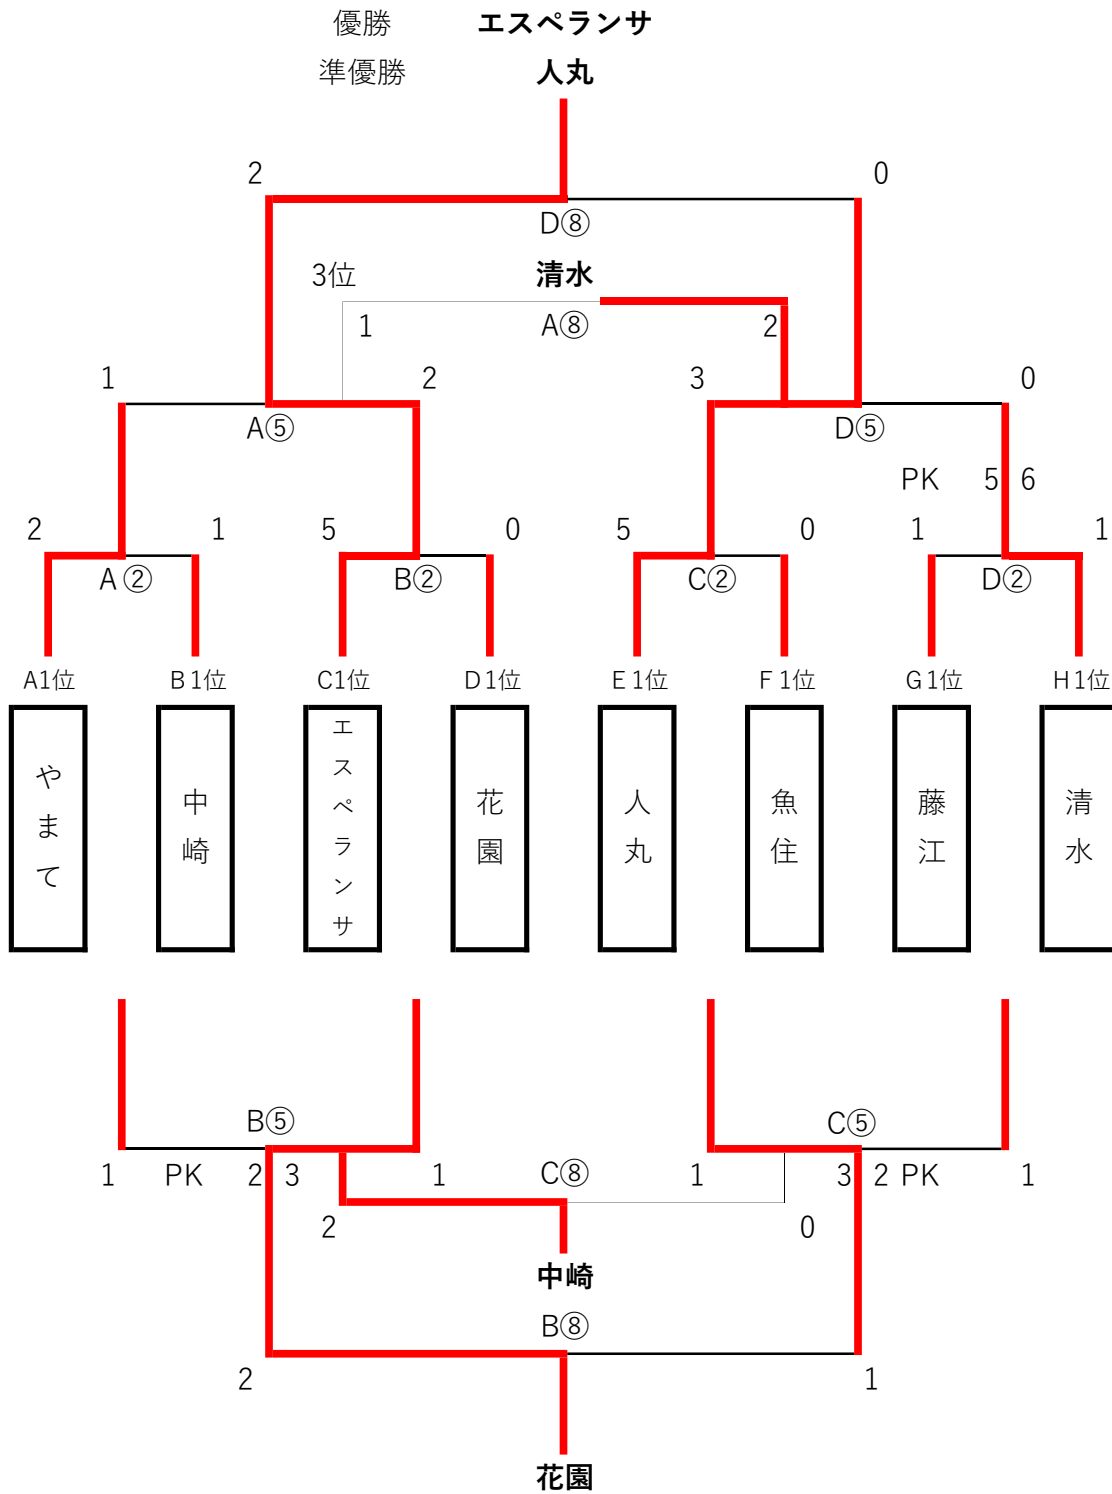 優勝 エスペランサ
準優勝 人丸
2 0
D⑧
3位 清水
1 A⑧ 2
1 2 3 0
A⑤ D⑤
PK 5 6
2 1 5 0 5 0 1 1
A② B② C② D②
A1位 B1位 C1位 D1位 E1位 F1位 G1位 H1位
やまて 中崎 エスペランサ 花園 人丸 魚住 藤江 清水
B⑤ C⑤
1 PK 2 3 1 C⑧ 1 3 2 PK 1
2 0
中崎
B⑧
2 1
花園